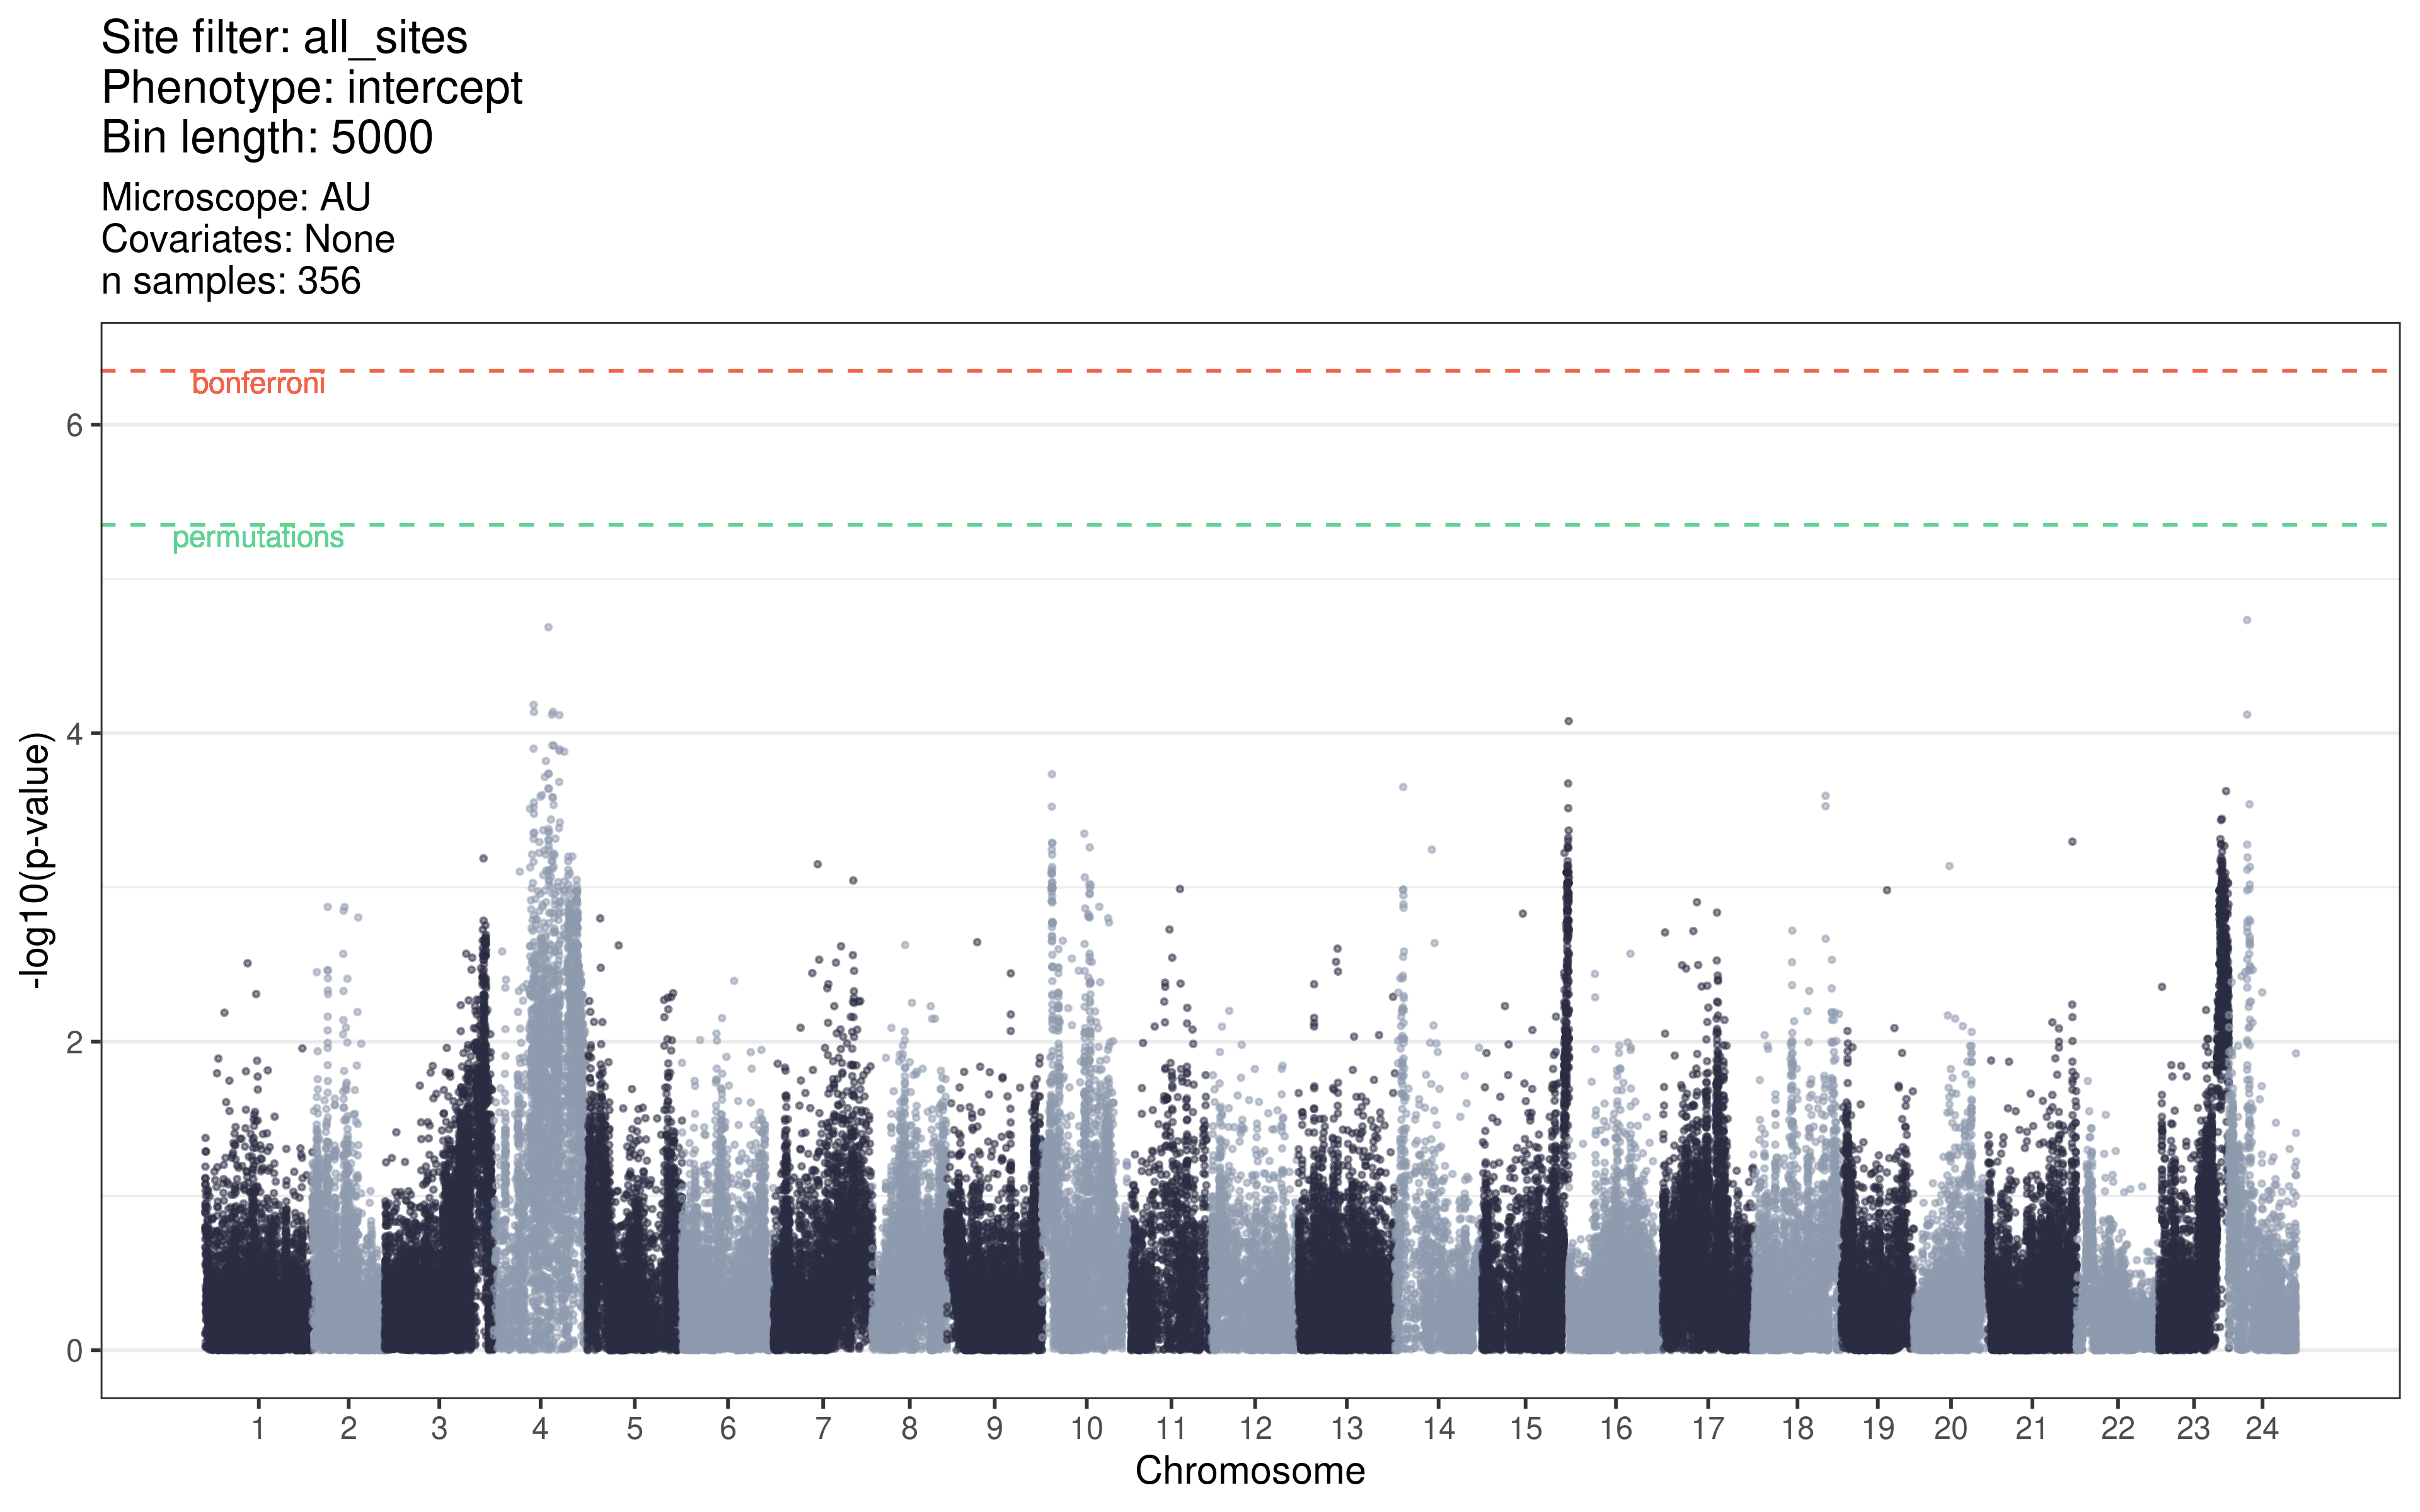 Site filter: all_sites
Phenotype: intercept
Bin length: 5000
Microscope: AU
Covariates: None
n samples: 356
bonferroni
6
permutations
4
2
0
-log10(p-value)
1 2 3 4 5 6 7 8 9 10 11 12 13 14 15 16 17 18 19 20 21 22 23 24
Chromosome